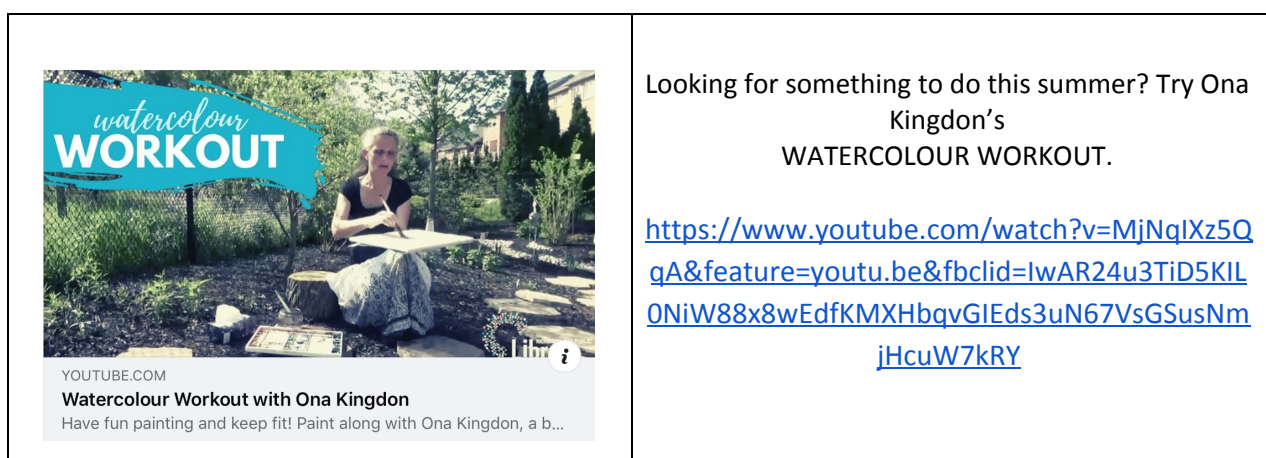 watercolour
WORKOUT
Libr
i
YOUTUBE.COM
Watercolour Workout with Ona Kingdon
Have fun painting and keep fit! Paint along with Ona Kingdon, a b...
Looking for something to do this summer? Try Ona
Kingdon’s
WATERCOLOUR WORKOUT.
https://www.youtube.com/watch?v=MjNqIXz5Q
qA&feature=youtu.be&fbclid=IwAR24u3TiD5KIL
0NiW88x8wEdfKMXHbqvGIEds3uN67VsGSusNm
jHcuW7kRY